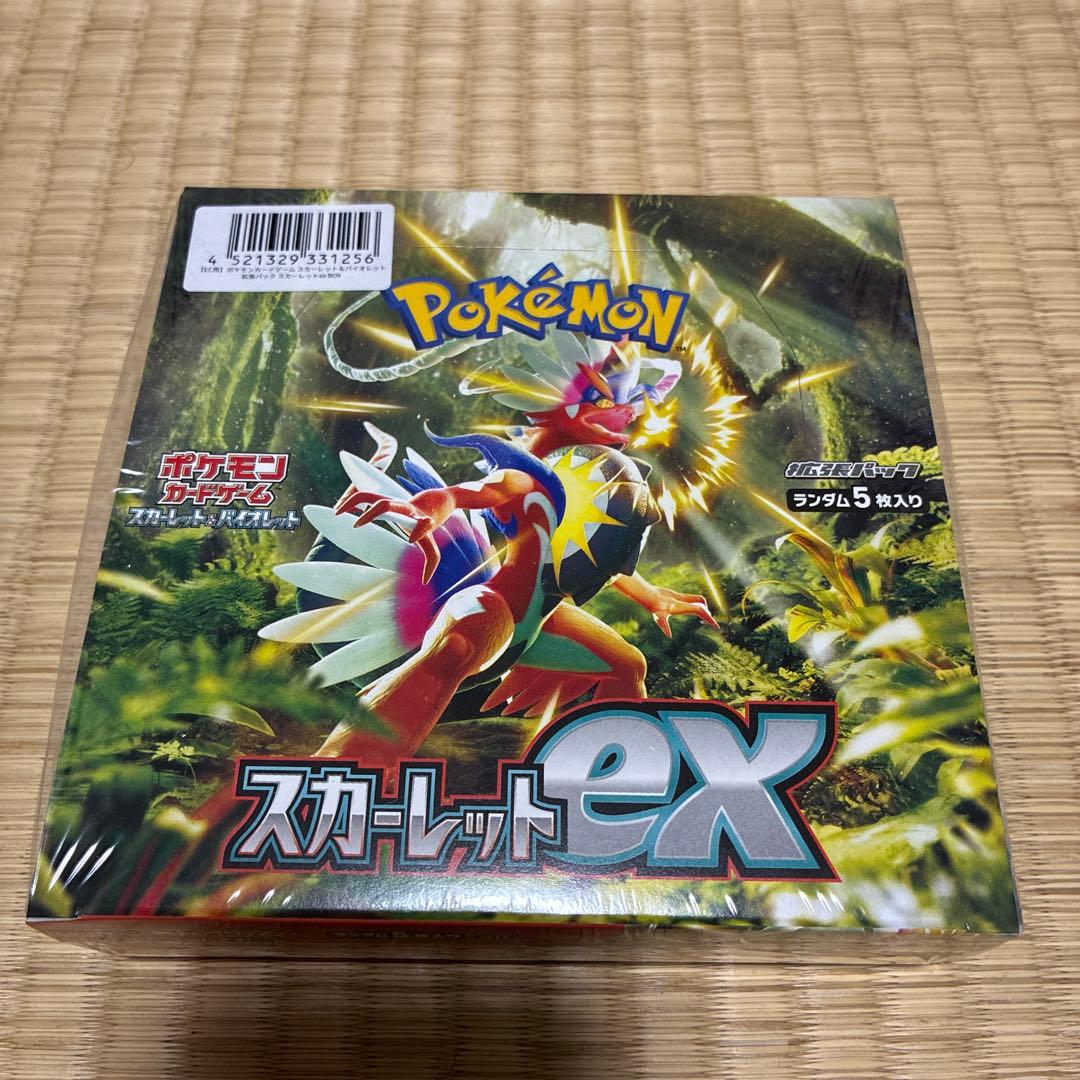 4 521329 331256
【EC用】ポケモンカードゲーム スカーレット&バイオレット
拡張パック スカーレットex BOX
POKéMON
TM
ポケモン
カードゲーム
スカーレット&バイオレット
拡張パック
ランダム5枚入り
スカーレットex